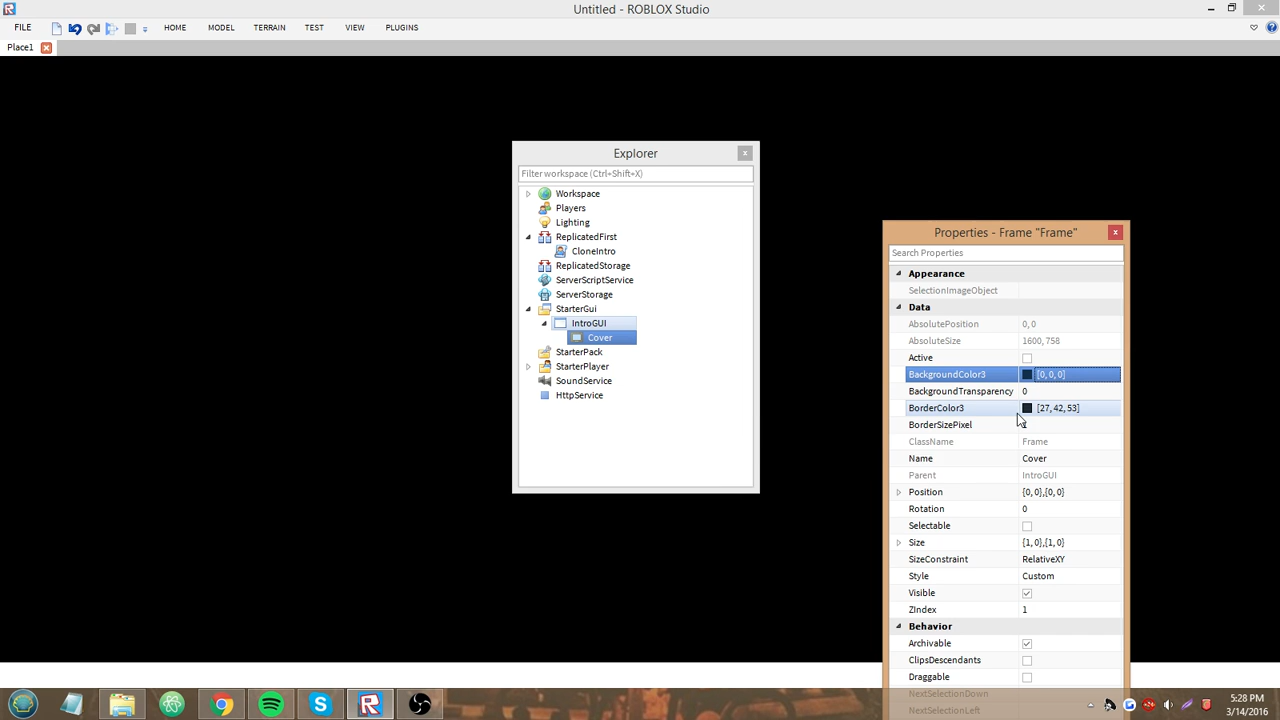 Untitled - ROBLOX Studio
FILE HOME MODEL TERRAIN TEST VIEW PLUGINS
Place1
Explorer
Filter workspace (Ctrl+Shift+X)
Workspace
Players
Lighting
ReplicatedFirst
CloneIntro
ReplicatedStorage
ServerScriptService
ServerStorage
StarterGui
IntroGUI
Cover
StarterPack
StarterPlayer
SoundService
HttpService
Properties - Frame "Frame"
Search Properties
Appearance
SelectionImageObject
Data
AbsolutePosition 0, 0
AbsoluteSize 1600, 758
Active
BackgroundColor3 [0, 0, 0]
BackgroundTransparency 0
BorderColor3 [27, 42, 53]
BorderSizePixel
ClassName Frame
Name Cover
Parent IntroGUI
Position {0, 0},{0, 0}
Rotation 0
Selectable
Size {1, 0},{1, 0}
SizeConstraint RelativeXY
Style Custom
Visible
ZIndex 1
Behavior
Archivable
ClipsDescendants
Draggable
NextSelectionDown
NextSelectionLeft
5:28 PM
3/14/2016